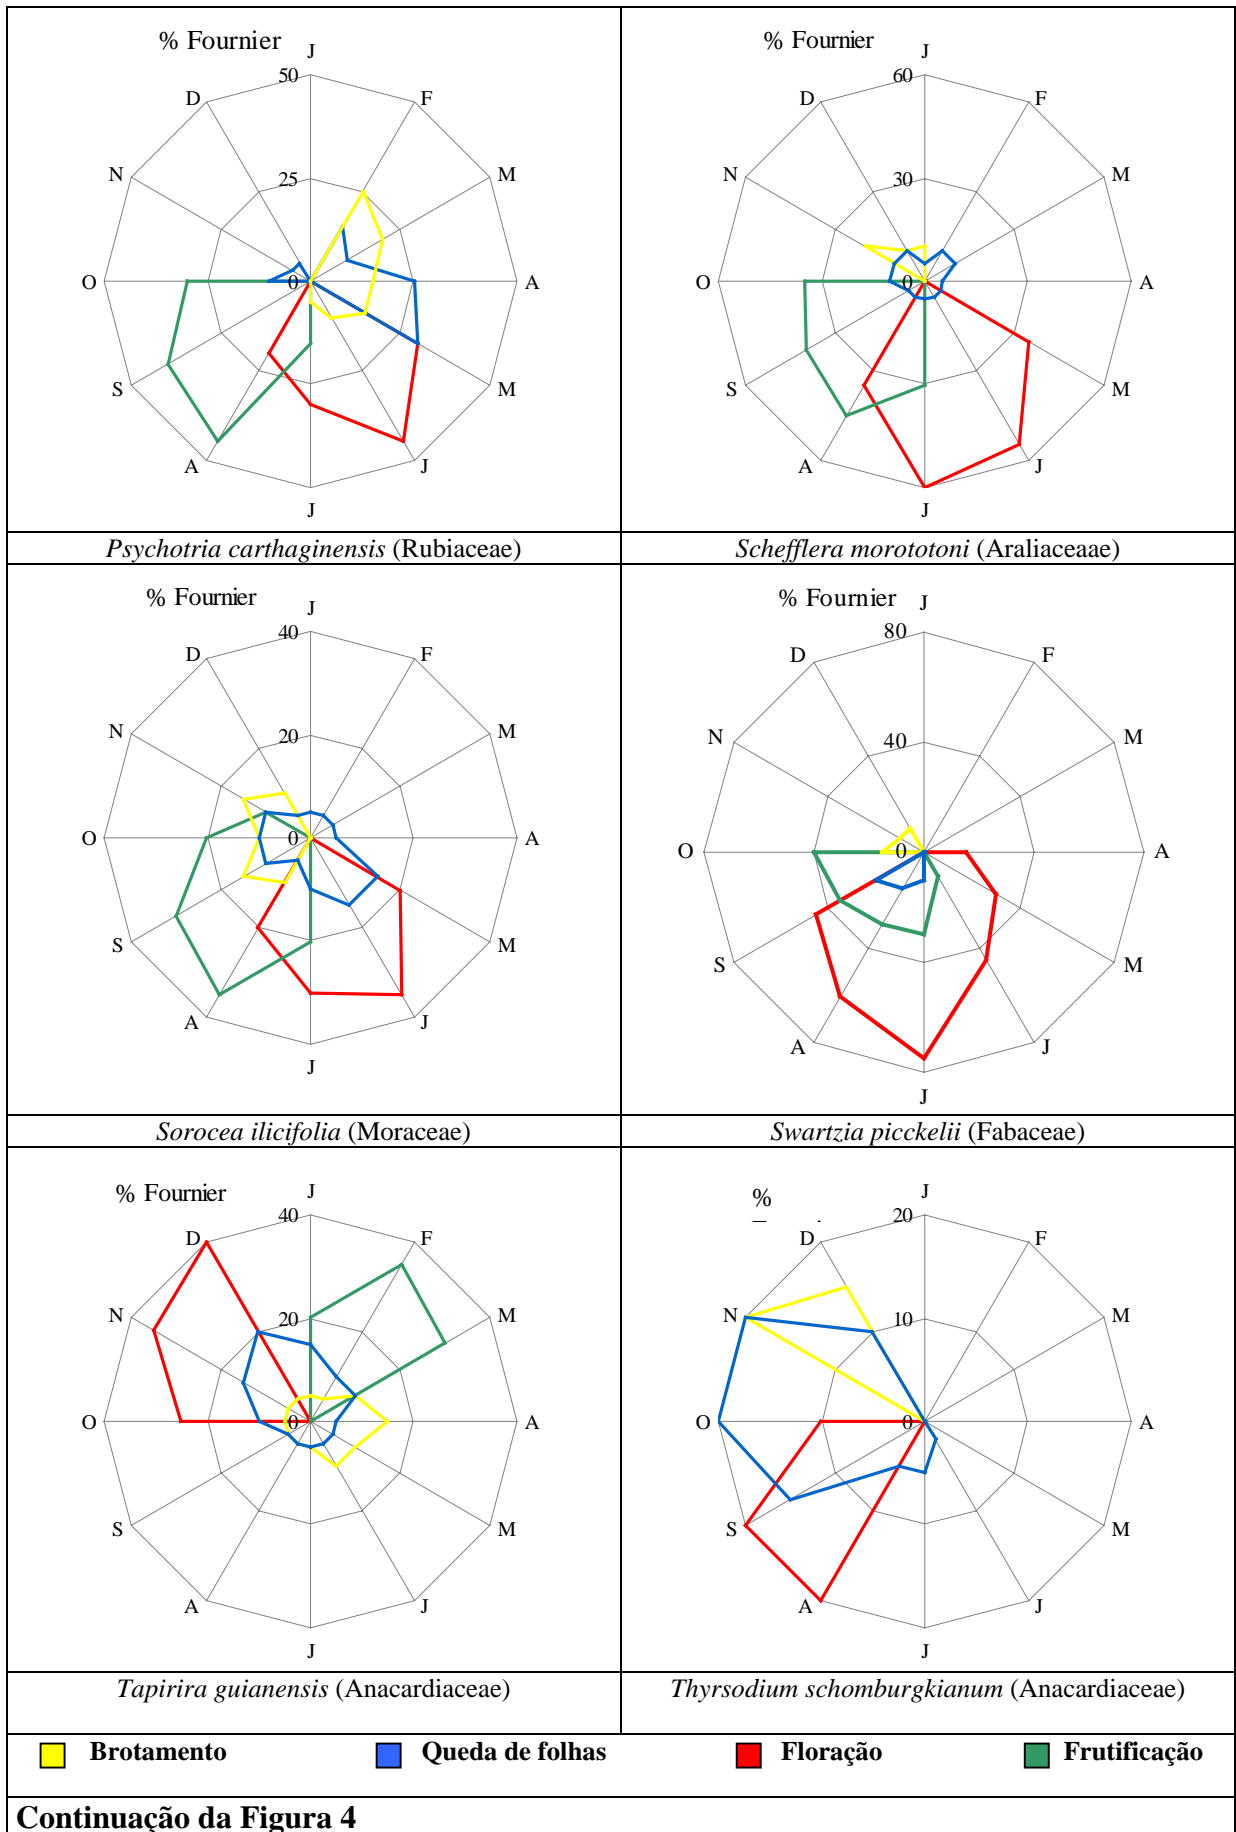 % Fournier
J
50
D
F
N
M
25
O
0
A
S
M
A
J
J
Psychotria carthaginensis (Rubiaceae)
% Fournier
J
60
D
F
N
M
30
O
0
A
S
M
A
J
J
Schefflera morototoni (Araliaceaae)
% Fournier
J
40
D
F
N
M
20
O
0
A
S
M
A
J
J
Sorocea ilicifolia (Moraceae)
% Fournier
J
80
D
F
N
M
40
O
0
A
S
M
A
J
J
Swartzia picckelii (Fabaceae)
% Fournier
J
40
D
F
N
M
20
O
0
A
S
M
A
J
J
Tapirira guianensis (Anacardiaceae)
%
J
20
D
F
N
M
10
O
0
A
S
M
A
J
J
Thyrsodium schomburgkianum (Anacardiaceae)
Brotamento Queda de folhas Floração Frutificação
Continuação da Figura 4